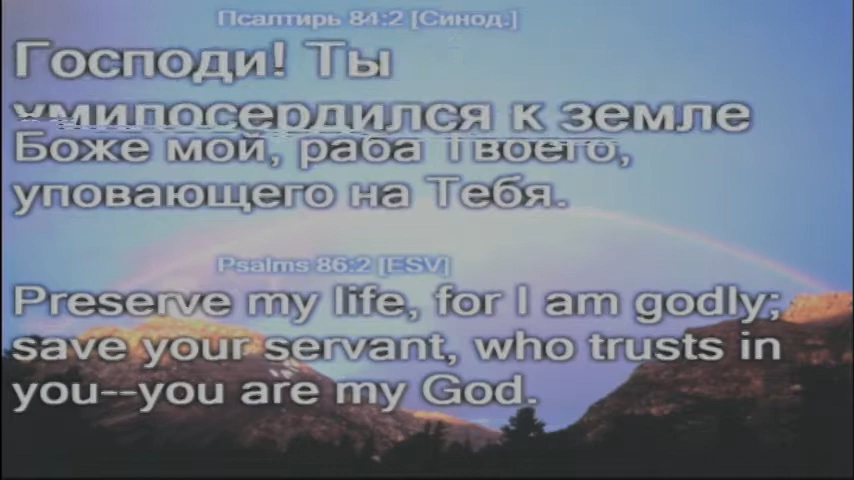 Псалтирь 84:2 [Синод.]
Господи! Ты
умилосердился к земле
Боже мой, раба Твоего,
уповающего на Тебя.
Psalms 86:2 [ESV]
Preserve my life, for I am godly;
save your servant, who trusts in
you--you are my God.